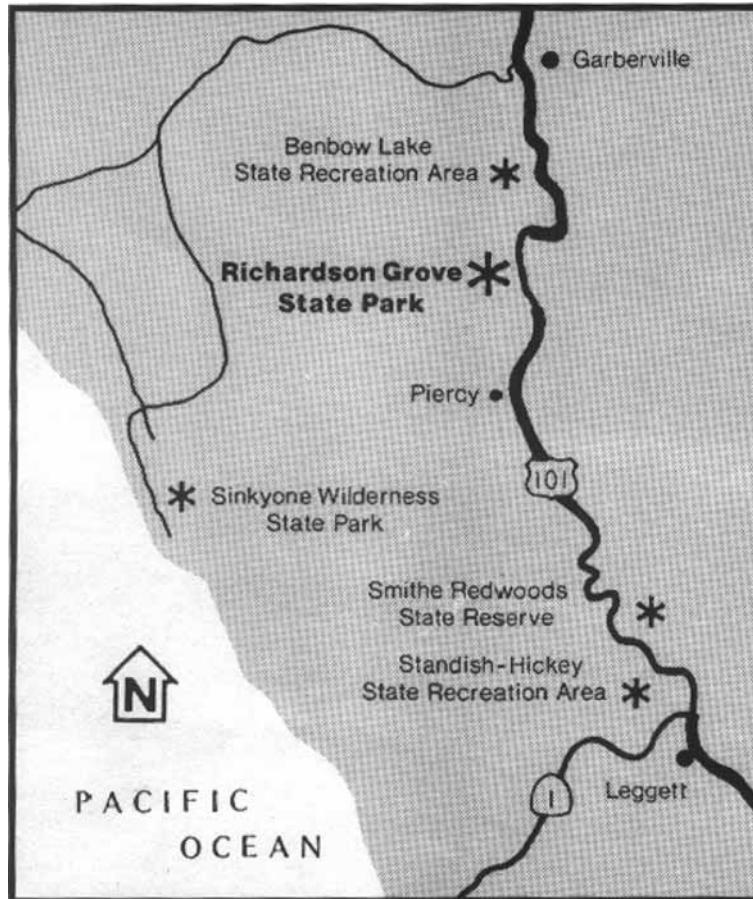 Garberville
Benbow Lake
State Recreation Area
Richardson Grove
State Park
Piercy
101
Sinkyone Wilderness
State Park
Smithe Redwoods
State Reserve
Standish-Hickey
State Recreation Area
N
Leggett
1
PACIFIC
OCEAN